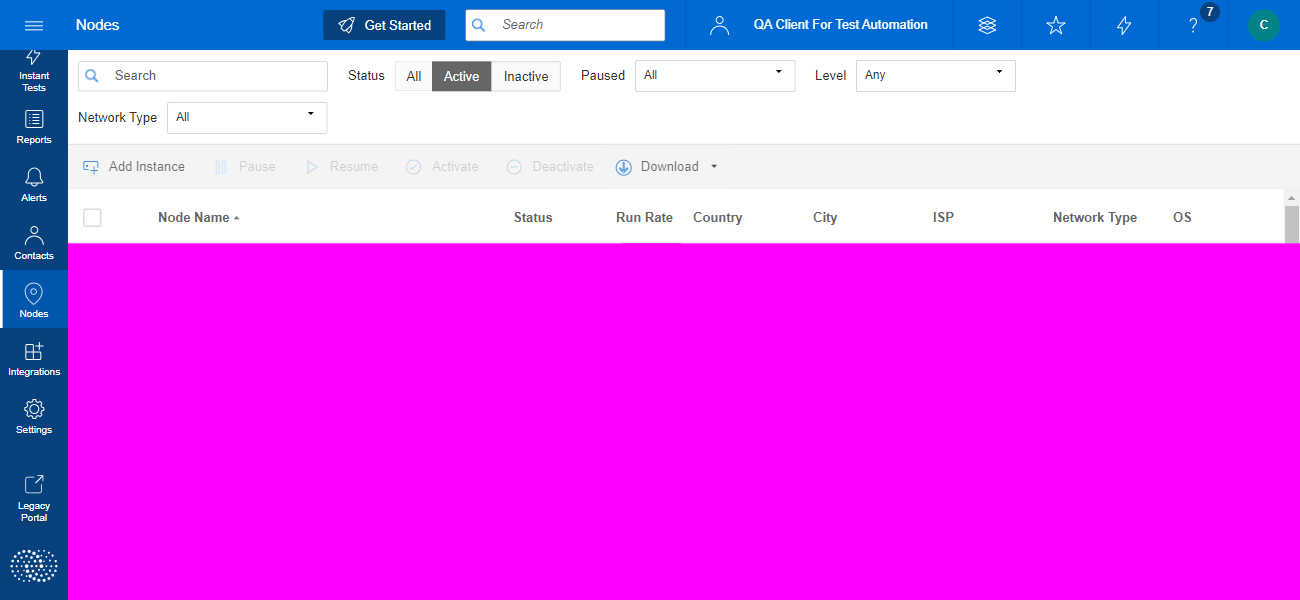 Nodes
Get Started
Search
QA Client For Test Automation
?
7
C
Instant
Tests
Reports
Alerts
Contacts
Nodes
Integrations
Settings
Legacy
Portal
Search
Status
All
Active
Inactive
Paused
All
Level
Any
Network Type
All
Add Instance
Pause
Resume
Activate
Deactivate
Download
Node Name
Status
Run Rate
Country
City
ISP
Network Type
OS